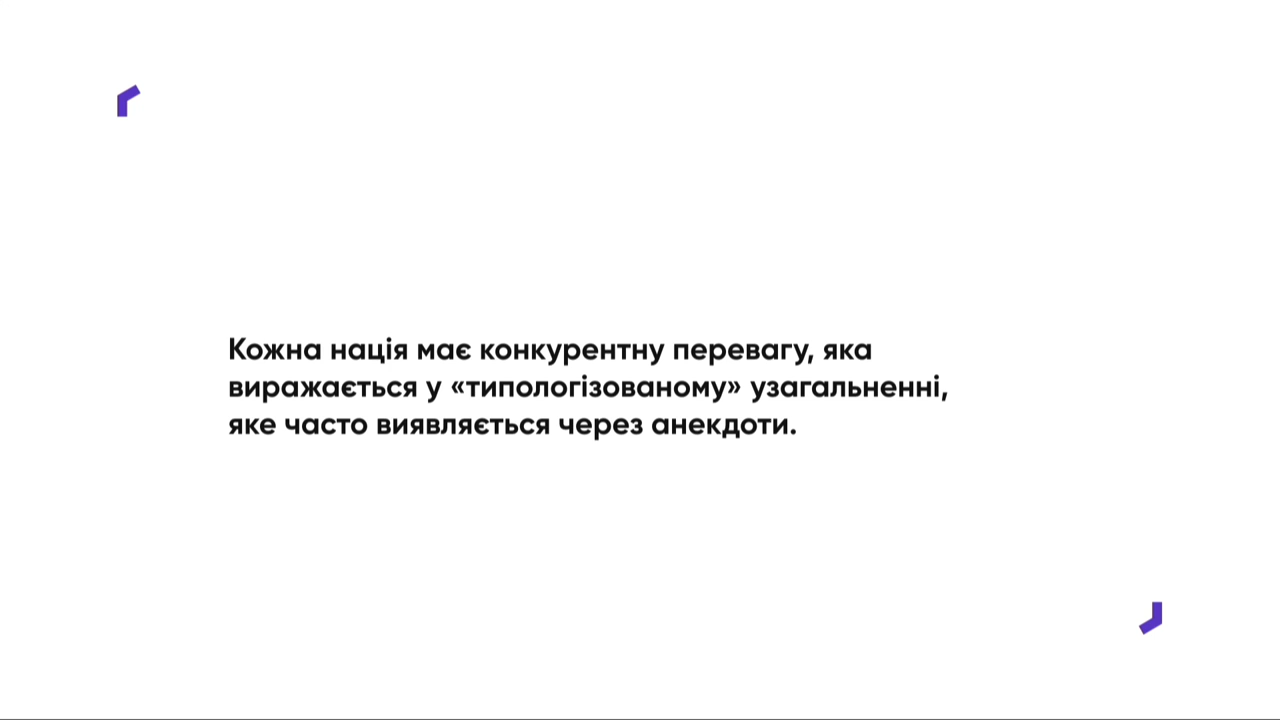 Кожна нація має конкурентну перевагу, яка
виражається у «типологізованому» узагальненні,
яке часто виявляється через анекдоти.